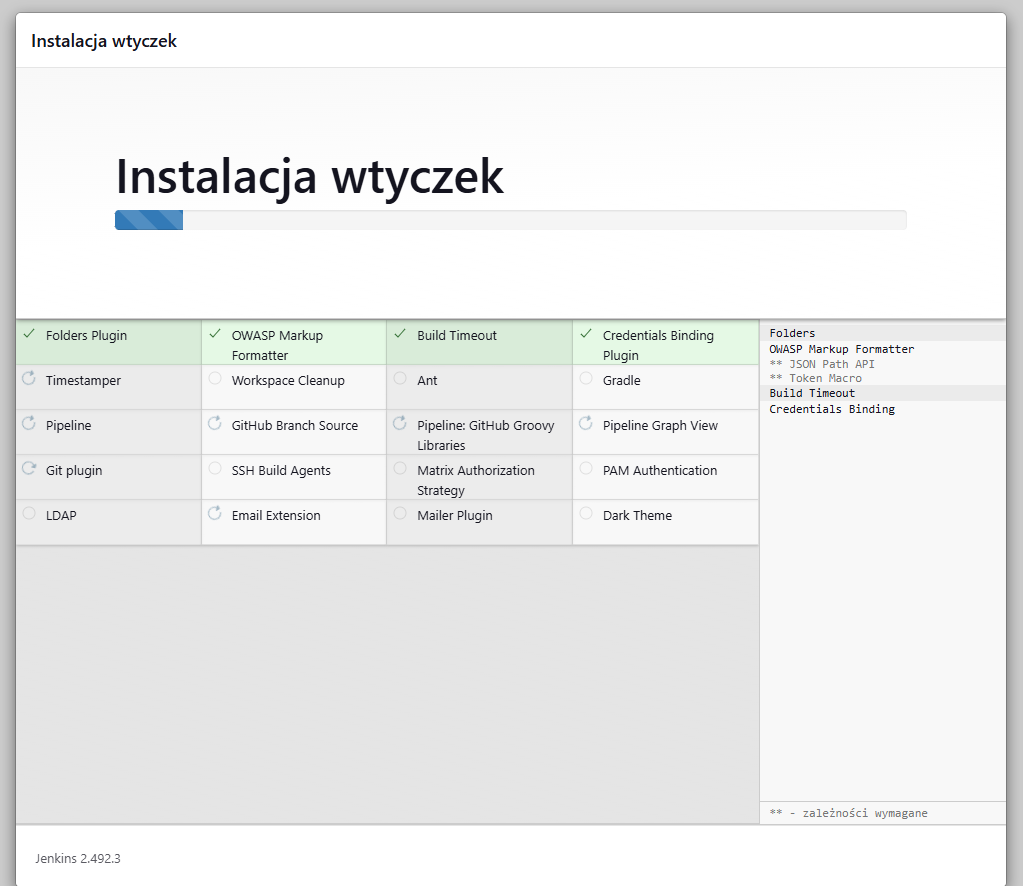 Instalacja wtyczek
Instalacja wtyczek
Folders Plugin
OWASP Markup
Formatter
Build Timeout
Credentials Binding
Plugin
Timestamper
Workspace Cleanup
Ant
Gradle
Pipeline
GitHub Branch Source
Pipeline: GitHub Groovy
Libraries
Pipeline Graph View
Git plugin
SSH Build Agents
Matrix Authorization
Strategy
PAM Authentication
LDAP
Email Extension
Mailer Plugin
Dark Theme
Folders
OWASP Markup Formatter
** JSON Path API
** Token Macro
Build Timeout
Credentials Binding
** - zależności wymagane
Jenkins 2.492.3